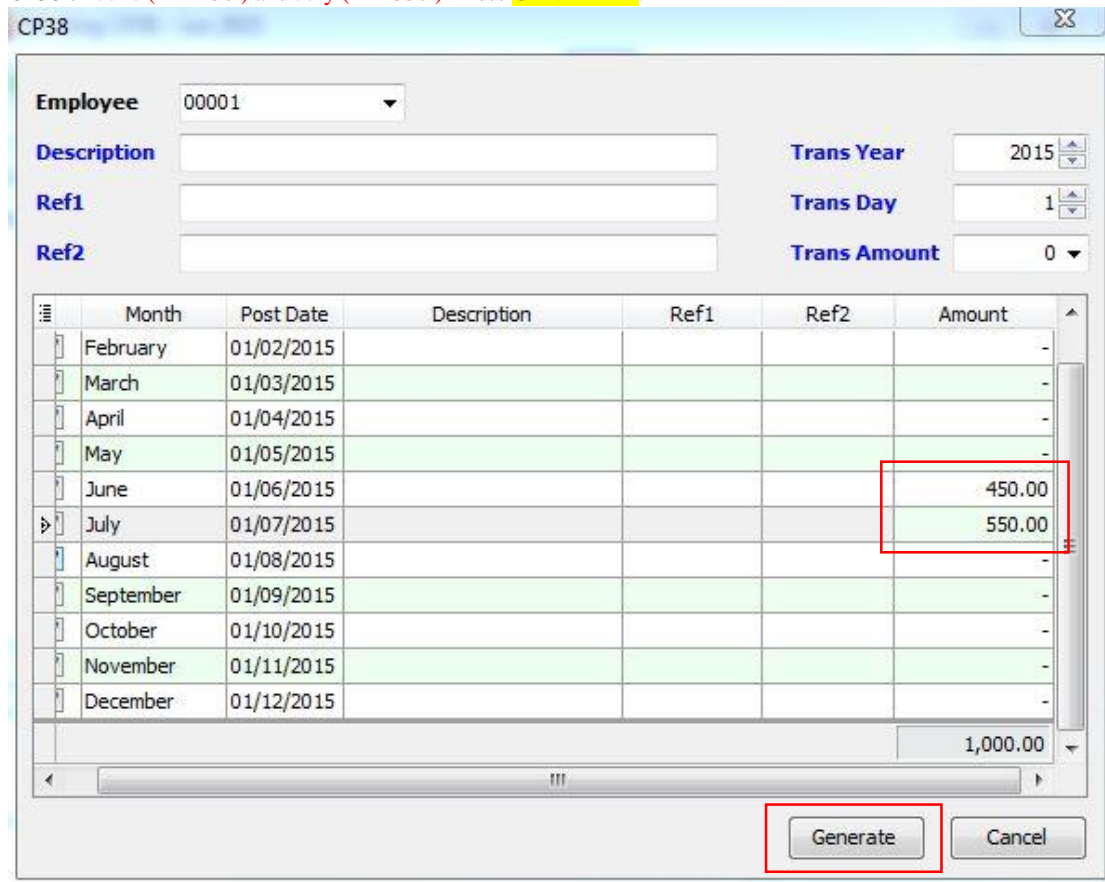 CP38
Employee 00001
Description Trans Year 2015
Ref1 Trans Day 1
Ref2 Trans Amount 0
Month Post Date Description Ref1 Ref2 Amount
February 01/02/2015 -
March 01/03/2015 -
April 01/04/2015 -
May 01/05/2015 -
June 01/06/2015 450.00
July 01/07/2015 550.00
August 01/08/2015 -
September 01/09/2015 -
October 01/10/2015 -
November 01/11/2015 -
December 01/12/2015 -
1,000.00
Generate Cancel